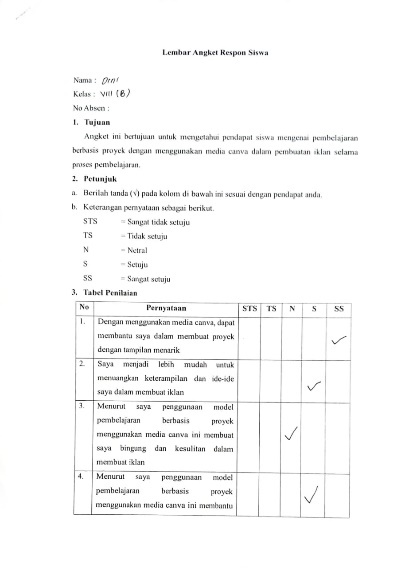 Lembar Angket Respon Siswa
Nama : Dini
Kelas : VIII (B)
No Absen :
1. Tujuan
Angket ini bertujuan untuk mengetahui pendapat siswa mengenai pembelajaran
berbasis proyek dengan menggunakan media canva dalam pembuatan iklan selama
proses pembelajaran.
2. Petunjuk
a. Berilah tanda (√) pada kolom di bawah ini sesuai dengan pendapat anda.
b. Keterangan pernyataan sebagai berikut.
STS = Sangat tidak setuju
TS = Tidak setuju
N = Netral
S = Setuju
SS = Sangat setuju
3. Tabel Penilaian
No Pernyataan STS TS N S SS
1. Dengan menggunakan media canva, dapat
membantu saya dalam membuat proyek
dengan tampilan menarik ✓
2. Saya menjadi lebih mudah untuk
menuangkan keterampilan dan ide-ide
saya dalam membuat iklan ✓
3. Menurut saya penggunaan model
pembelajaran berbasis proyek
menggunakan media canva ini membuat ✓
saya bingung dan kesulitan dalam
membuat iklan
4. Menurut saya penggunaan model
pembelajaran berbasis proyek ✓
menggunakan media canva ini membantu